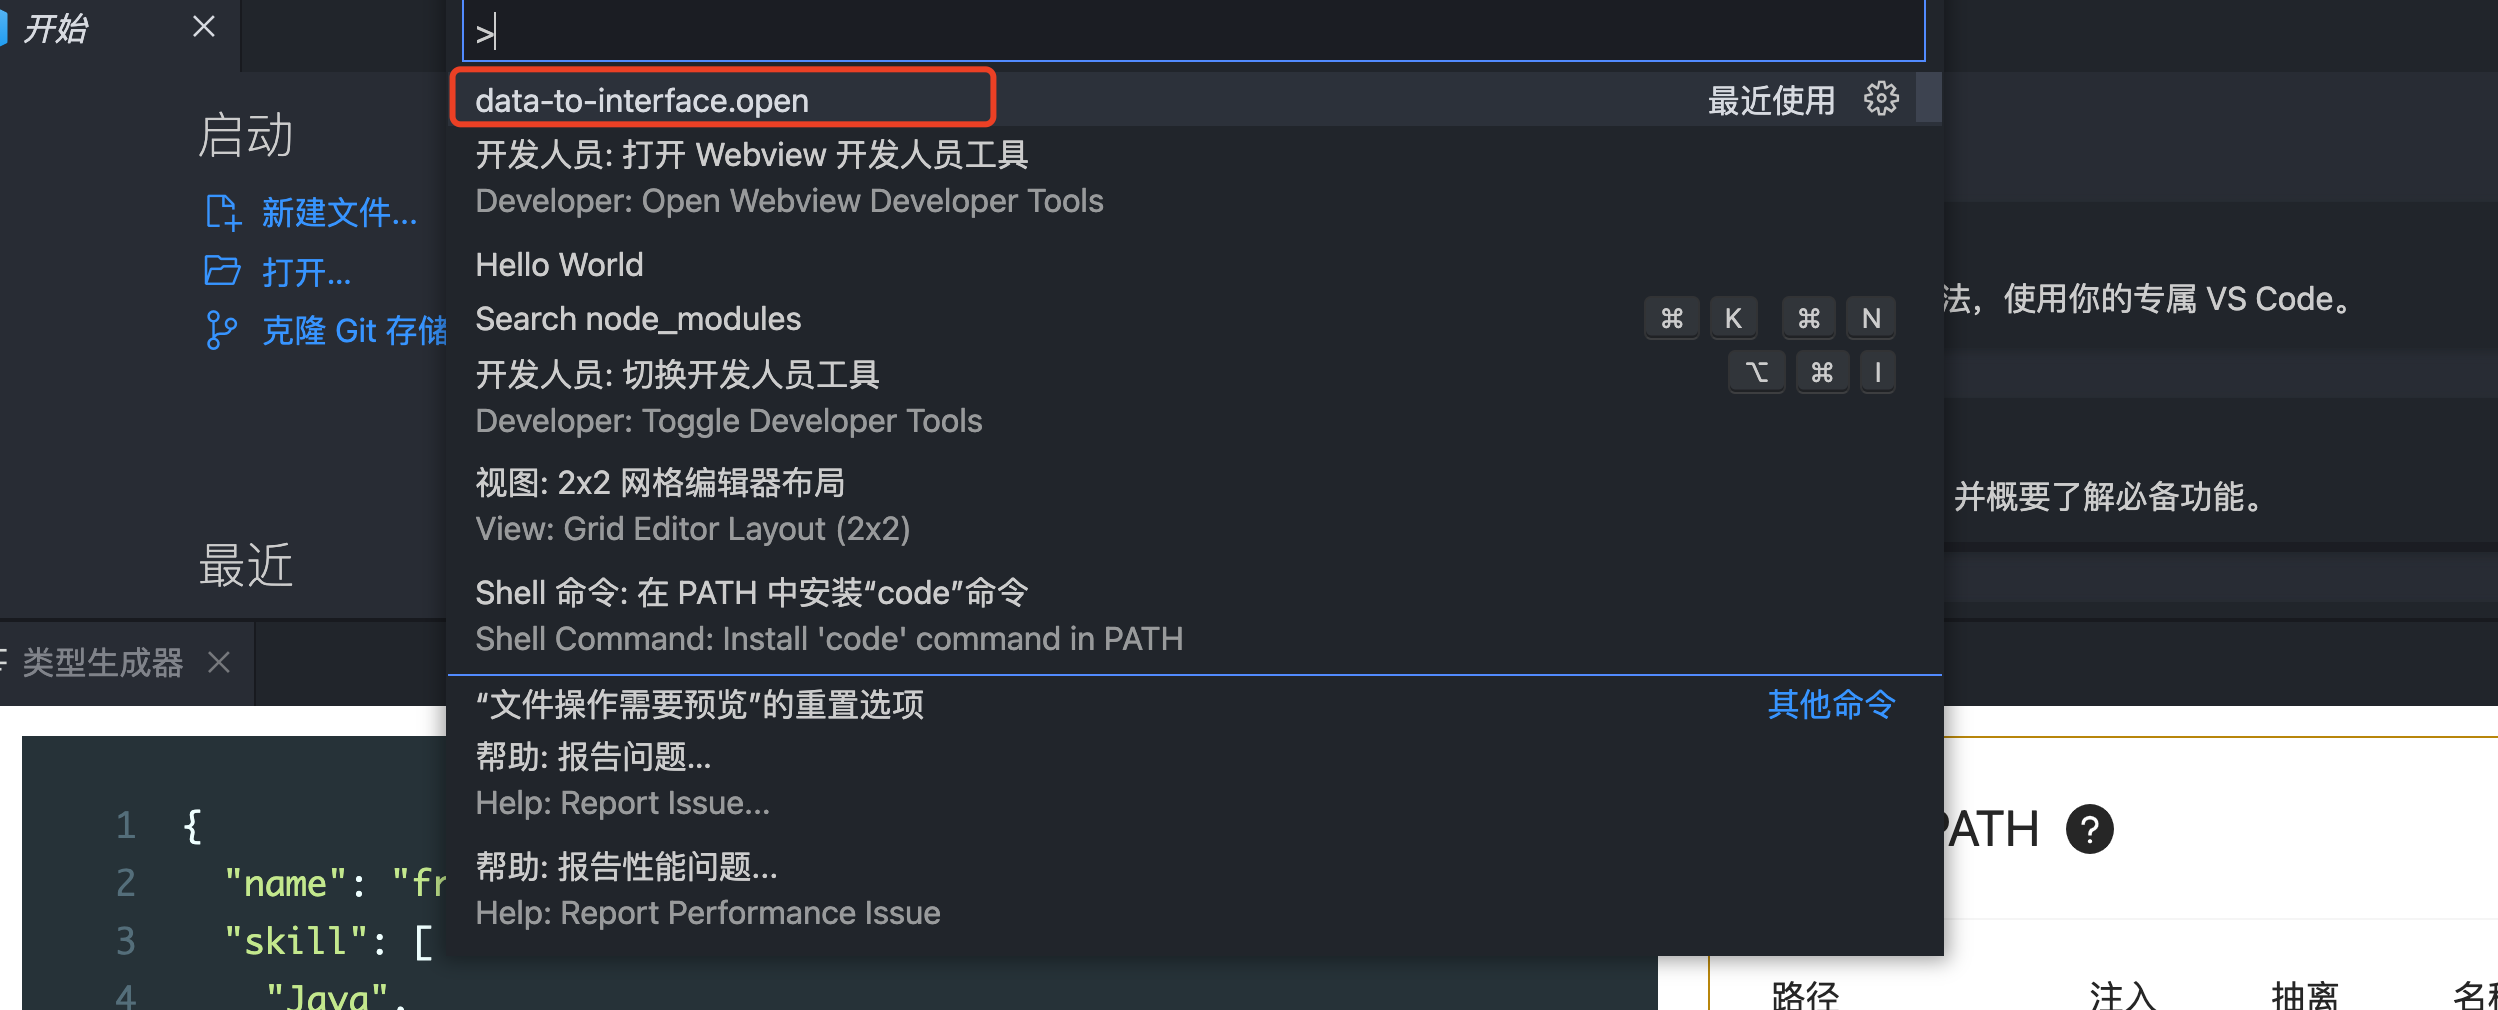 开始
>
data-to-interface.open 最近使用
启动
开发人员: 打开 Webview 开发人员工具
Developer: Open Webview Developer Tools
新建文件...
Hello World
打开...
Search node_modules ⌘ K ⌘ N
法，使用你的专属 VS Code。
克隆 Git 存储
开发人员: 切换开发人员工具 ⌥ ⌘ I
Developer: Toggle Developer Tools
视图: 2x2 网格编辑器布局
View: Grid Editor Layout (2x2)
并概要了解必备功能。
最近
Shell 命令: 在 PATH 中安装“code”命令
Shell Command: Install 'code' command in PATH
类型生成器
“文件操作需要预览”的重置选项 其他命令
帮助: 报告问题...
Help: Report Issue...
帮助: 报告性能问题...
Help: Report Performance Issue
1 {
2 "name": "fr
3 "skill": [
4 "Java",
PATH ?
路径 注入 抽离 名称